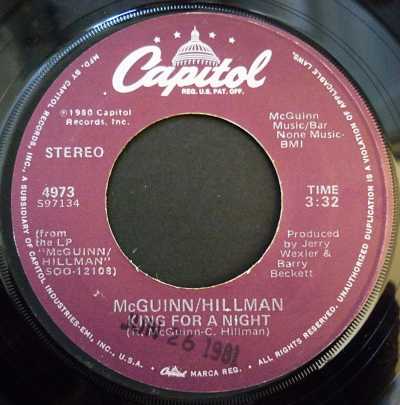 Capitol
REG. U.S. PAT. OFF.
℗1980 Capitol
Records, Inc.
McGuinn
Music/Bar
None Music-
BMI
STEREO
4973
S97134
TIME
3:32
(from
the LP
"McGUINN/
HILLMAN"
SOO-12108)
Produced
by Jerry
Wexler &
Barry
Beckett
McGUINN/HILLMAN
KING FOR A NIGHT
(R. McGuinn-C. Hillman)
26 1981
MFD. BY CAPITOL RECORDS, INC., A SUBSIDIARY OF CAPITOL INDUSTRIES-EMI, INC., U.S.A.
Capitol MARCA REG.
UNAUTHORIZED DUPLICATION IS A VIOLATION OF APPLICABLE LAWS.